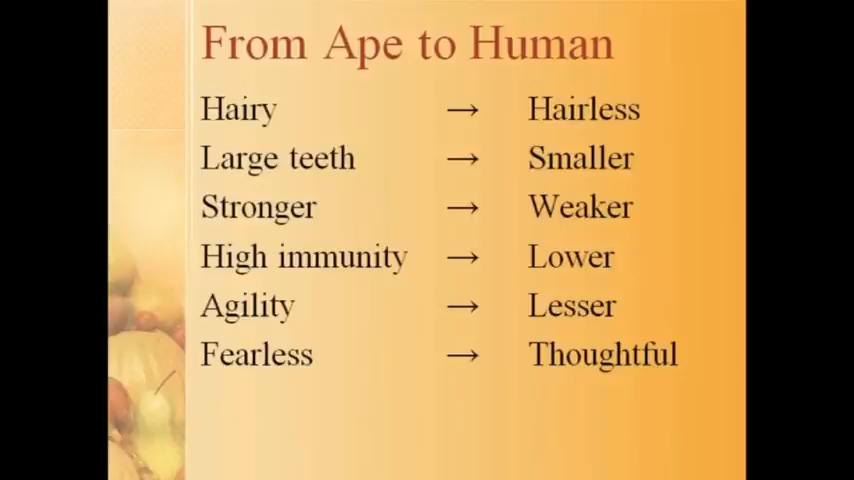 From Ape to Human
Hairy → Hairless
Large teeth → Smaller
Stronger → Weaker
High immunity → Lower
Agility → Lesser
Fearless → Thoughtful